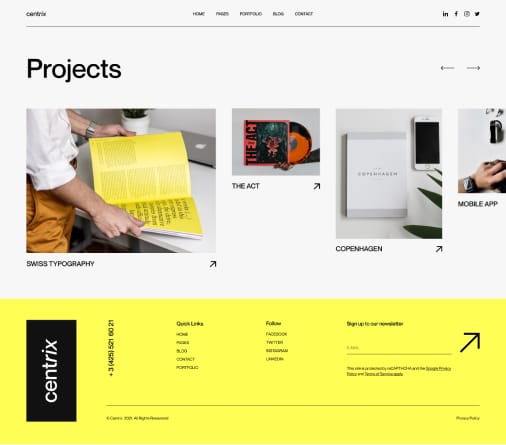 centrix
HOME PAGES PORTFOLIO BLOG CONTACT
Projects
THE ACT
COPENHAGEN
COPENHAGEN
MOBILE APP
SWISS TYPOGRAPHY
centrix
+ 3 (425) 521 60 21
Quick Links
HOME
PAGES
BLOG
CONTACT
PORTFOLIO
Follow
FACEBOOK
TWITTER
INSTAGRAM
LINKEDIN
Sign up to our newsletter
E-MAIL
This site is protected by reCAPTCHA and the Google Privacy
Policy and Terms of Service apply.
© Centrix 2021. All Rights Reserved
Privacy Policy